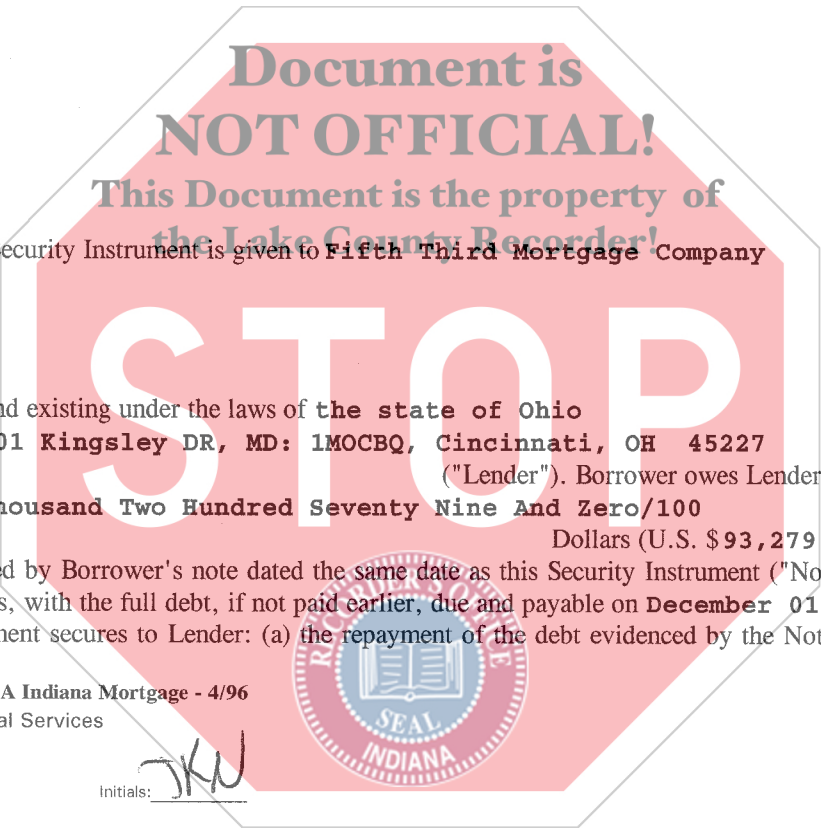 Document is
NOT OFFICIAL!
This Document is the property of
the Lake County Recorder!
ecurity Instrument is given to Fifth Third Mortgage Company
STOP
nd existing under the laws of the state of Ohio
01 Kingsley DR, MD: 1MOCBQ, Cincinnati, OH 45227
("Lender"). Borrower owes Lender
housand Two Hundred Seventy Nine And Zero/100
Dollars (U.S. $93,279
ed by Borrower's note dated the same date as this Security Instrument ("No
s, with the full debt, if not paid earlier, due and payable on December 01
ment secures to Lender: (a) the repayment of the debt evidenced by the Not
RECORDER'S OFFICE
SEAL
INDIANA
A Indiana Mortgage - 4/96
al Services
Initials: JKN